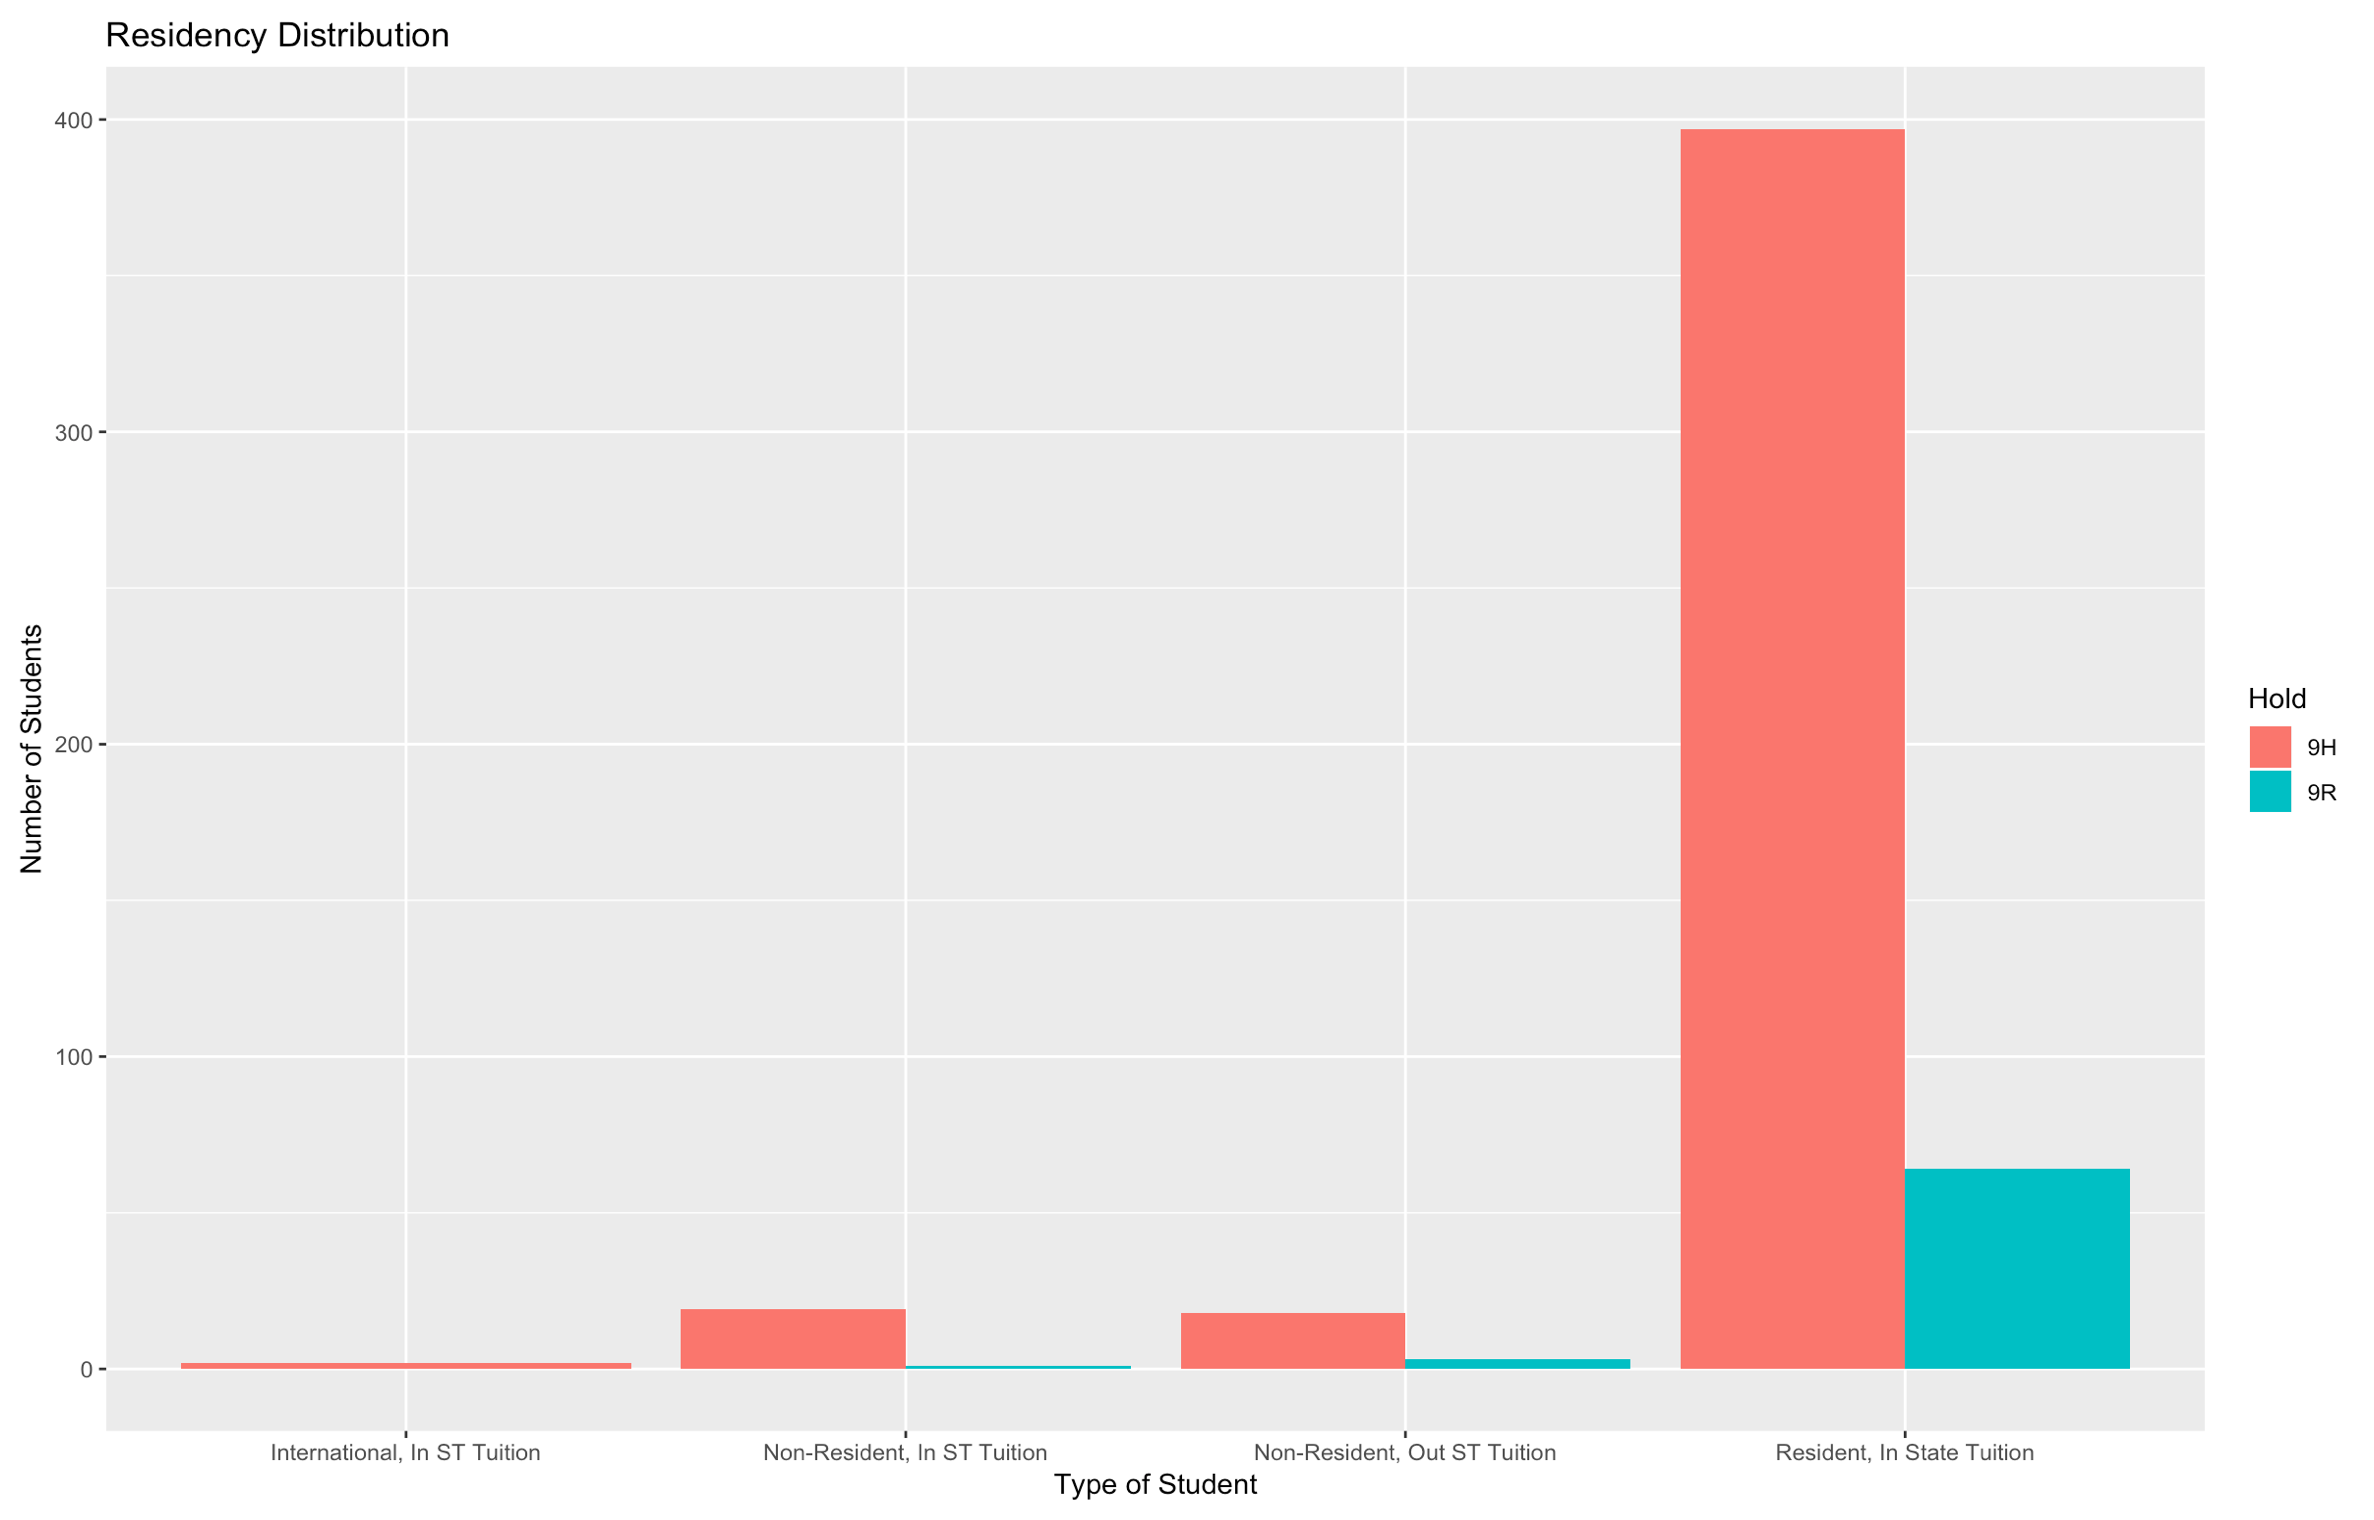 Residency Distribution
400
300
200
100
0
Number of Students
International, In ST Tuition
Non-Resident, In ST Tuition
Non-Resident, Out ST Tuition
Resident, In State Tuition
Type of Student
Hold
9H
9R